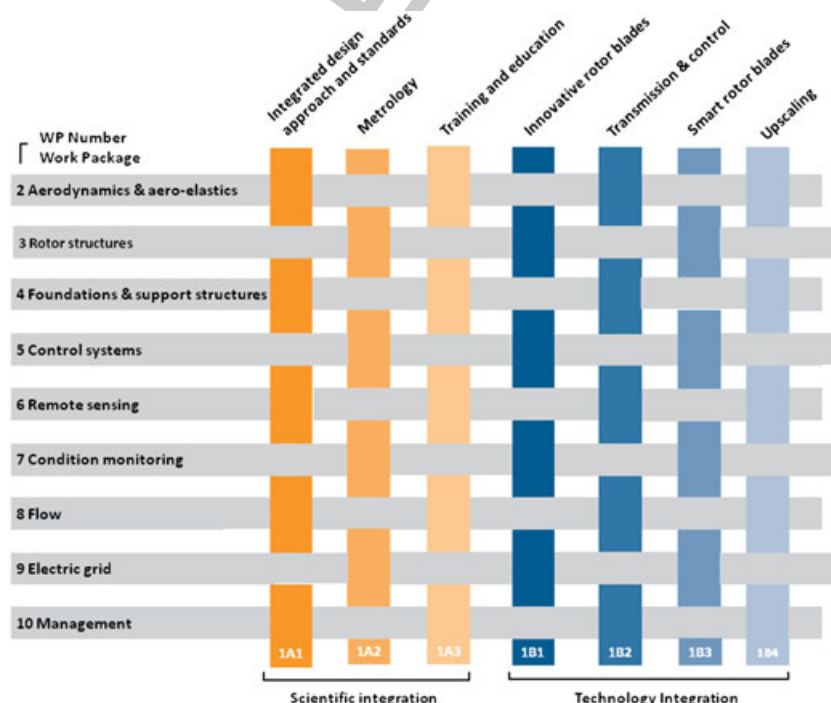 Integrated design
approach and standards
Metrology
Training and education
Innovative rotor blades
Transmission & control
Smart rotor blades
Upscaling
WP Number
Work Package
2 Aerodynamics & aero-elastics
3 Rotor structures
4 Foundations & support structures
5 Control systems
6 Remote sensing
7 Condition monitoring
8 Flow
9 Electric grid
10 Management
1A1
1A2
1A3
1B1
1B2
1B3
1B4
Scientific integration
Technology Integration